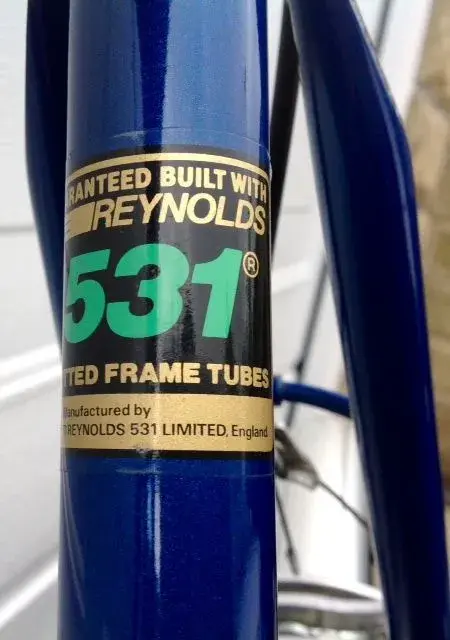 RANTEED BUILT WITH
REYNOLDS
531®
TTED FRAME TUBES
Manufactured by
REYNOLDS 531 LIMITED, England.